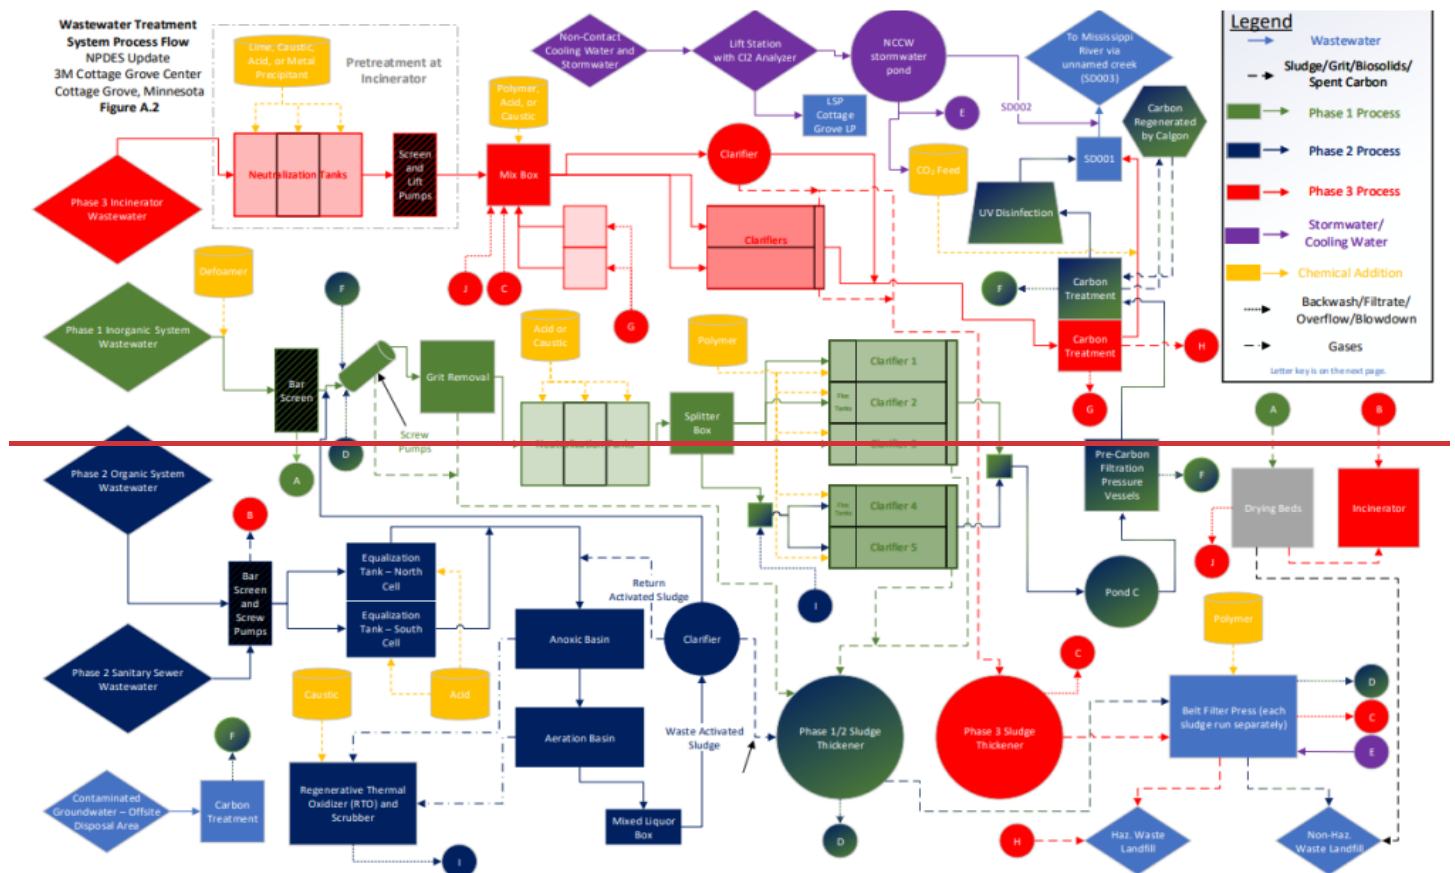 Wastewater Treatment
System Process Flow
NPDES Update
3M Cottage Grove Center
Cottage Grove, Minnesota
Figure A.2
Lime, Caustic,
Acid, or Metal
Precipitant
Pretreatment at
Incinerator
Phase 3 Incinerator
Wastewater
Neutralization Tanks
Screen
and
Lift
Pumps
Polymer,
Acid, or
Caustic
Mix Box
J
C
G
Clarifier
Clarifiers
Non-Contact
Cooling Water and
Stormwater
Lift Station
with Cl2 Analyzer
NCCW
stormwater
pond
LSP
Cottage
Grove LP
E
CO₂ Feed
SD002
To Mississippi
River via
unnamed creek
(SD003)
SD001
Carbon
Regenerated
by Calgon
UV Disinfection
Carbon
Treatment
F
Carbon
Treatment
H
G
Legend
Wastewater
Sludge/Grit/Biosolids/
Spent Carbon
Phase 1 Process
Phase 2 Process
Phase 3 Process
Stormwater/
Cooling Water
Chemical Addition
Backwash/Filtrate/
Overflow/Blowdown
Gases
Letter key is on the next page.
Defoamer
Phase 1 Inorganic System
Wastewater
Bar
Screen
A
F
D
Screw
Pumps
Grit Removal
Acid or
Caustic
Splitter
Box
Polymer
Clarifier 1
Floc
Tanks
Clarifier 2
Floc
Tanks
Clarifier 4
Clarifier 5
I
Pre-Carbon
Filtration
Pressure
Vessels
F
Pond C
A
B
Drying Beds
Incinerator
J
Phase 2 Organic System
Wastewater
B
Bar
Screen
and
Screw
Pumps
Phase 2 Sanitary Sewer
Wastewater
Equalization
Tank – North
Cell
Equalization
Tank – South
Cell
Caustic
Acid
Anoxic Basin
Aeration Basin
Return
Activated Sludge
Clarifier
Waste Activated
Sludge
Mixed Liquor
Box
Regenerative Thermal
Oxidizer (RTO) and
Scrubber
I
F
Contaminated
Groundwater – Offsite
Disposal Area
Carbon
Treatment
Phase 1/2 Sludge
Thickener
D
Phase 3 Sludge
Thickener
C
Polymer
Belt Filter Press (each
sludge run separately)
D
C
E
H
Haz. Waste
Landfill
Non-Haz.
Waste Landfill